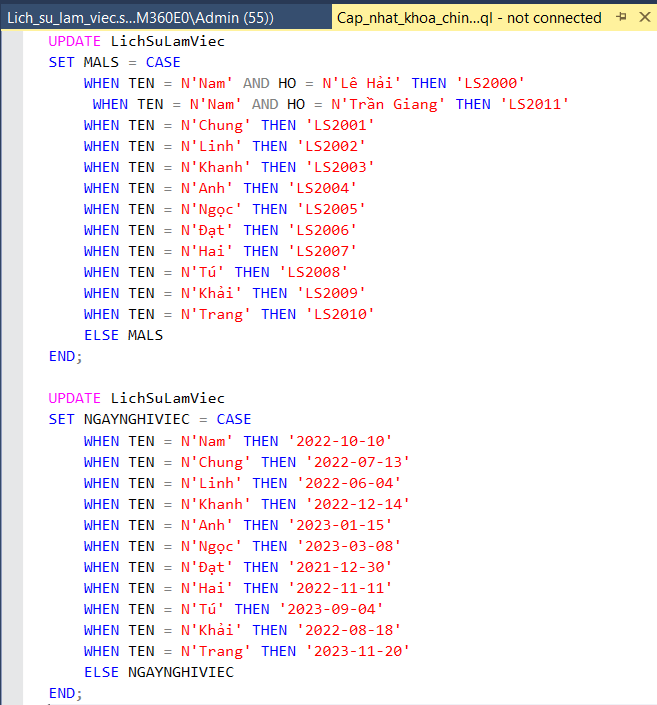 Lich_su_lam_viec.s...M360E0\Admin (55))
Cap_nhat_khoa_chin...ql - not connected
UPDATE LichSuLamViec
SET MALS = CASE
WHEN TEN = N'Nam' AND HO = N'Lê Hải' THEN 'LS2000'
WHEN TEN = N'Nam' AND HO = N'Trần Giang' THEN 'LS2011'
WHEN TEN = N'Chung' THEN 'LS2001'
WHEN TEN = N'Linh' THEN 'LS2002'
WHEN TEN = N'Khanh' THEN 'LS2003'
WHEN TEN = N'Anh' THEN 'LS2004'
WHEN TEN = N'Ngọc' THEN 'LS2005'
WHEN TEN = N'Đạt' THEN 'LS2006'
WHEN TEN = N'Hai' THEN 'LS2007'
WHEN TEN = N'Tú' THEN 'LS2008'
WHEN TEN = N'Khải' THEN 'LS2009'
WHEN TEN = N'Trang' THEN 'LS2010'
ELSE MALS
END;
UPDATE LichSuLamViec
SET NGAYNGHIVIEC = CASE
WHEN TEN = N'Nam' THEN '2022-10-10'
WHEN TEN = N'Chung' THEN '2022-07-13'
WHEN TEN = N'Linh' THEN '2022-06-04'
WHEN TEN = N'Khanh' THEN '2022-12-14'
WHEN TEN = N'Anh' THEN '2023-01-15'
WHEN TEN = N'Ngọc' THEN '2023-03-08'
WHEN TEN = N'Đạt' THEN '2021-12-30'
WHEN TEN = N'Hai' THEN '2022-11-11'
WHEN TEN = N'Tú' THEN '2023-09-04'
WHEN TEN = N'Khải' THEN '2022-08-18'
WHEN TEN = N'Trang' THEN '2023-11-20'
ELSE NGAYNGHIVIEC
END;